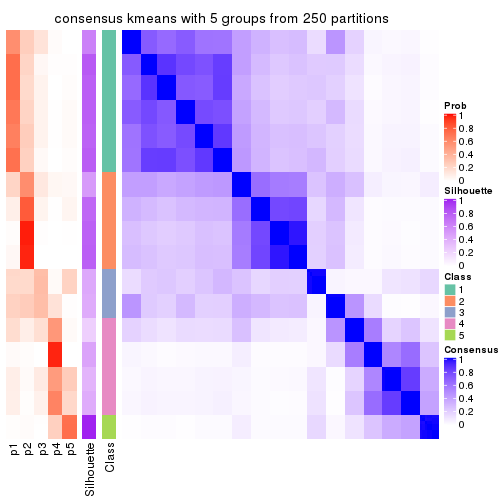 consensus kmeans with 5 groups from 250 partitions
Prob
1
0.8
0.6
0.4
0.2
0
Silhouette
1
0.8
0.6
0.4
0.2
0
Class
1
2
3
4
5
Consensus
1
0.8
0.6
0.4
0.2
0
p1
p2
p3
p4
p5
Silhouette
Class